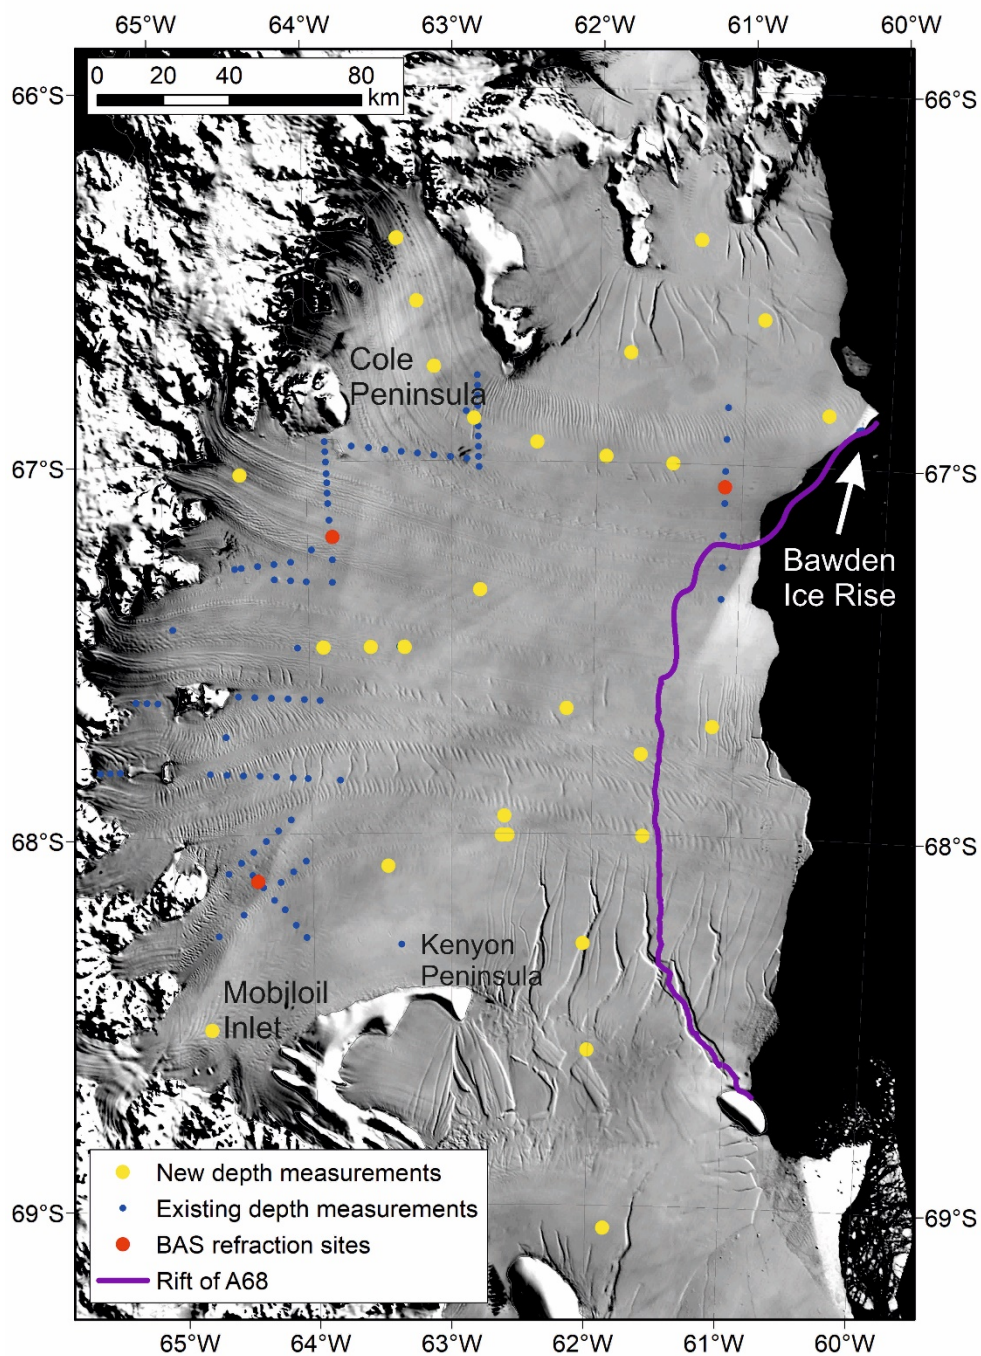 65°W 64°W 63°W 62°W 61°W 60°W
0 20 40 80
km
66°S 66°S
Cole
Peninsula
67°S 67°S
Bawden
Ice Rise
68°S 68°S
Kenyon
Peninsula
Mobiloil
Inlet
New depth measurements
Existing depth measurements
BAS refraction sites
Rift of A68
69°S 69°S
65°W 64°W 63°W 62°W 61°W 60°W